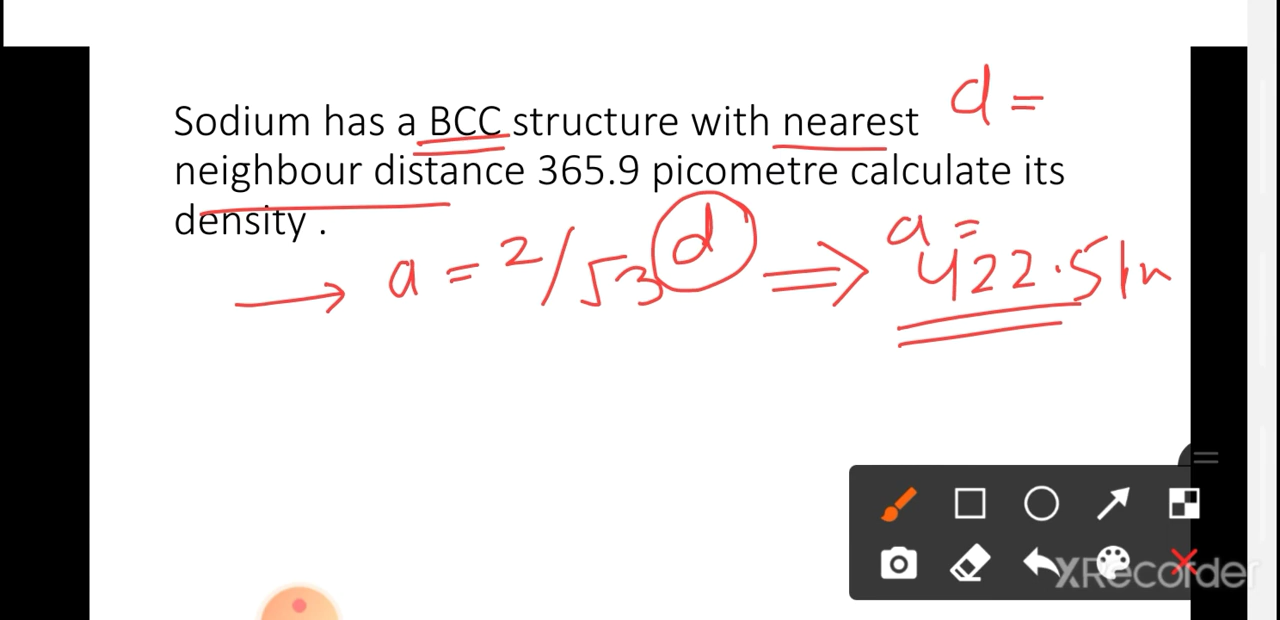 Sodium has a BCC structure with nearest d =
neighbour distance 365.9 picometre calculate its
density .
→ a = 2/√3 d ⇒ a =
422.5
XRecorder